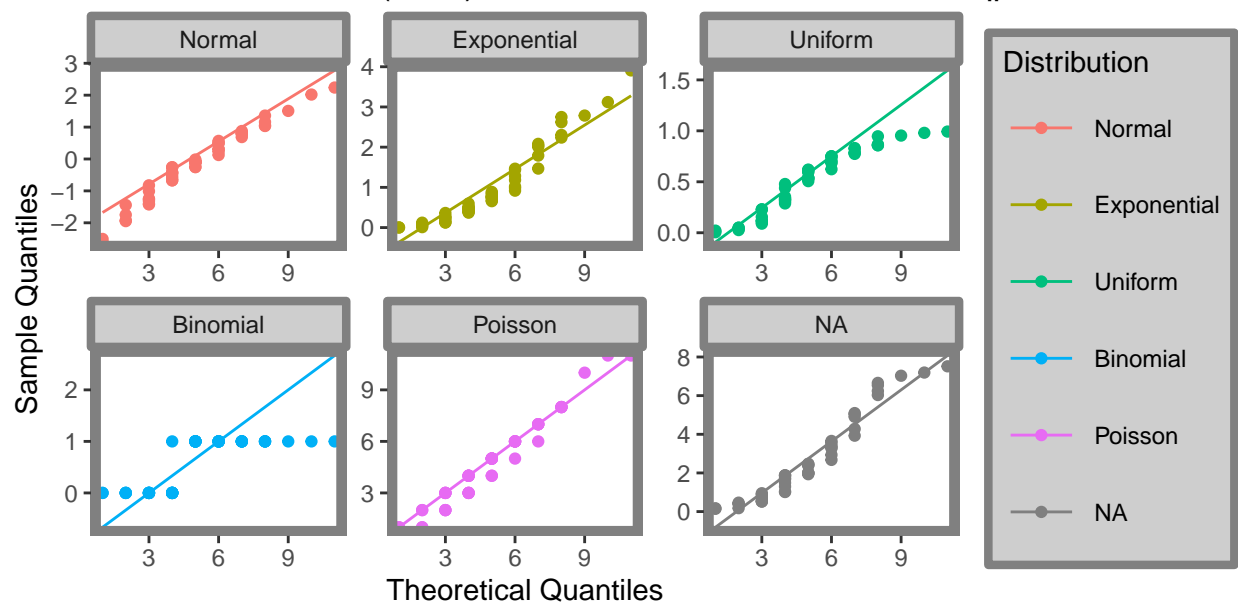 Normal
Exponential
Uniform
3
2
1
0
−1
−2
3
6
9
4
3
2
1
0
3
6
9
1.5
1.0
0.5
0.0
3
6
9
Binomial
Poisson
NA
2
1
0
3
6
9
9
6
3
3
6
9
8
6
4
2
0
3
6
9
Sample Quantiles
Theoretical Quantiles
Distribution
Normal
Exponential
Uniform
Binomial
Poisson
NA